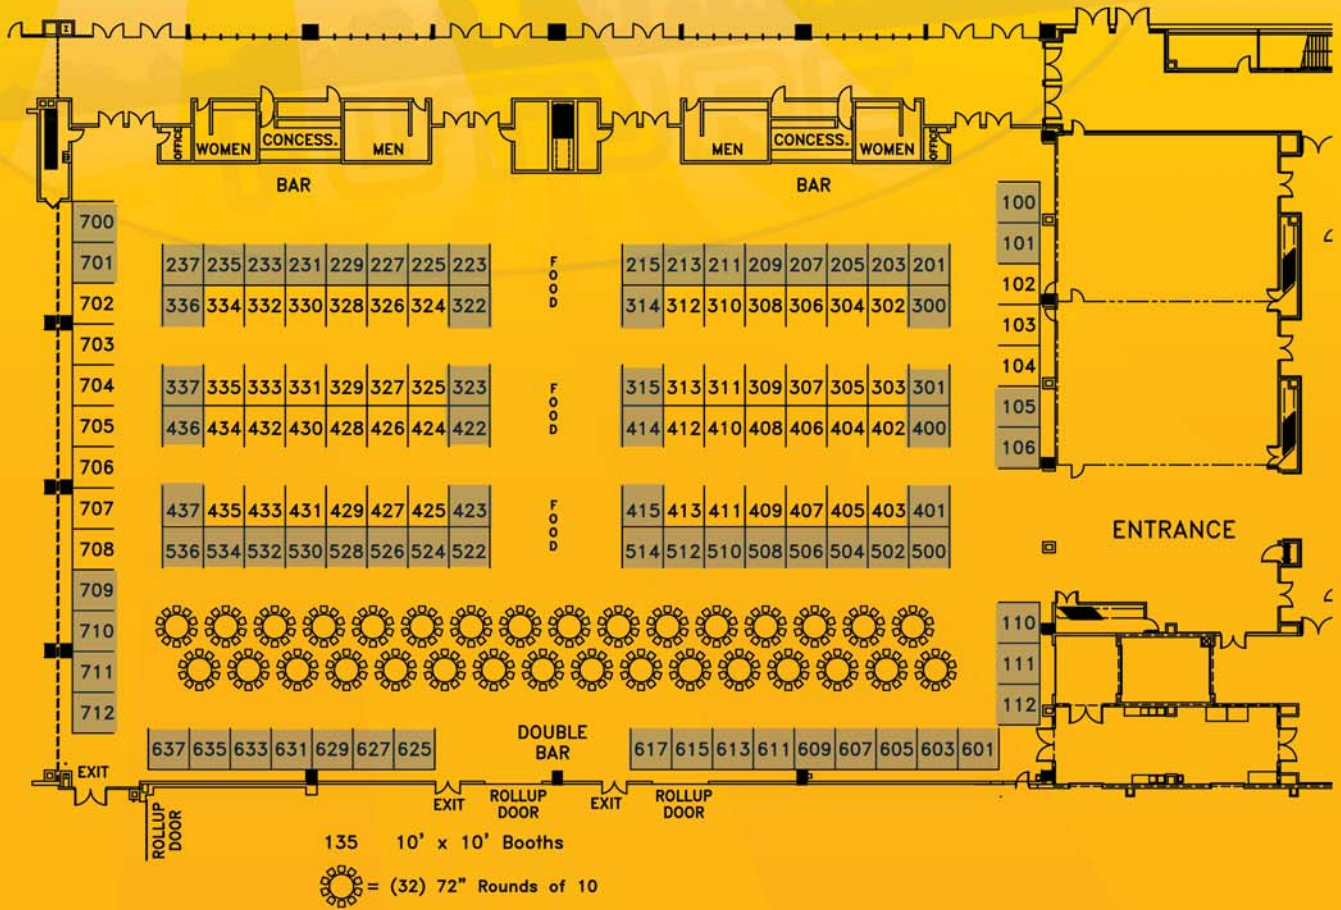 OFFICE
WOMEN
CONCESS.
MEN
MEN
CONCESS.
WOMEN
OFFICE
BAR
BAR
700
701
702
703
704
705
706
707
708
709
710
711
712
237 235 233 231 229 227 225 223
336 334 332 330 328 326 324 322
FOOD
215 213 211 209 207 205 203 201
314 312 310 308 306 304 302 300
337 335 333 331 329 327 325 323
436 434 432 430 428 426 424 422
FOOD
315 313 311 309 307 305 303 301
414 412 410 408 406 404 402 400
437 435 433 431 429 427 425 423
536 534 532 530 528 526 524 522
FOOD
415 413 411 409 407 405 403 401
514 512 510 508 506 504 502 500
100
101
102
103
104
105
106
ENTRANCE
110
111
112
637 635 633 631 629 627 625
DOUBLE
BAR
617 615 613 611 609 607 605 603 601
EXIT
ROLLUP
DOOR
EXIT
ROLLUP
DOOR
EXIT
ROLLUP
DOOR
135 10' x 10' Booths
= (32) 72" Rounds of 10